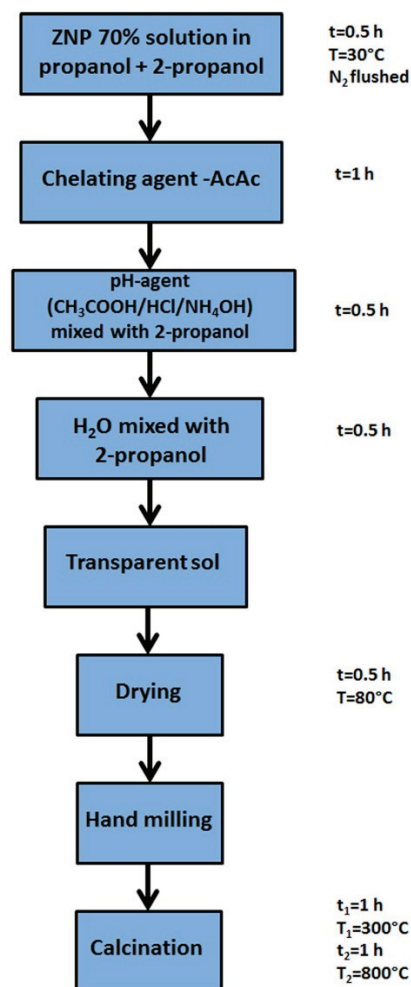 ZNP 70% solution in
propanol + 2-propanol
t=0.5 h
T=30°C
N₂ flushed
Chelating agent -AcAc
t=1 h
pH-agent
(CH₃COOH/HCl/NH₄OH)
mixed with 2-propanol
t=0.5 h
H₂O mixed with
2-propanol
t=0.5 h
Transparent sol
Drying
t=0.5 h
T=80°C
Hand milling
Calcination
t₁=1 h
T₁=300°C
t₂=1 h
T₂=800°C